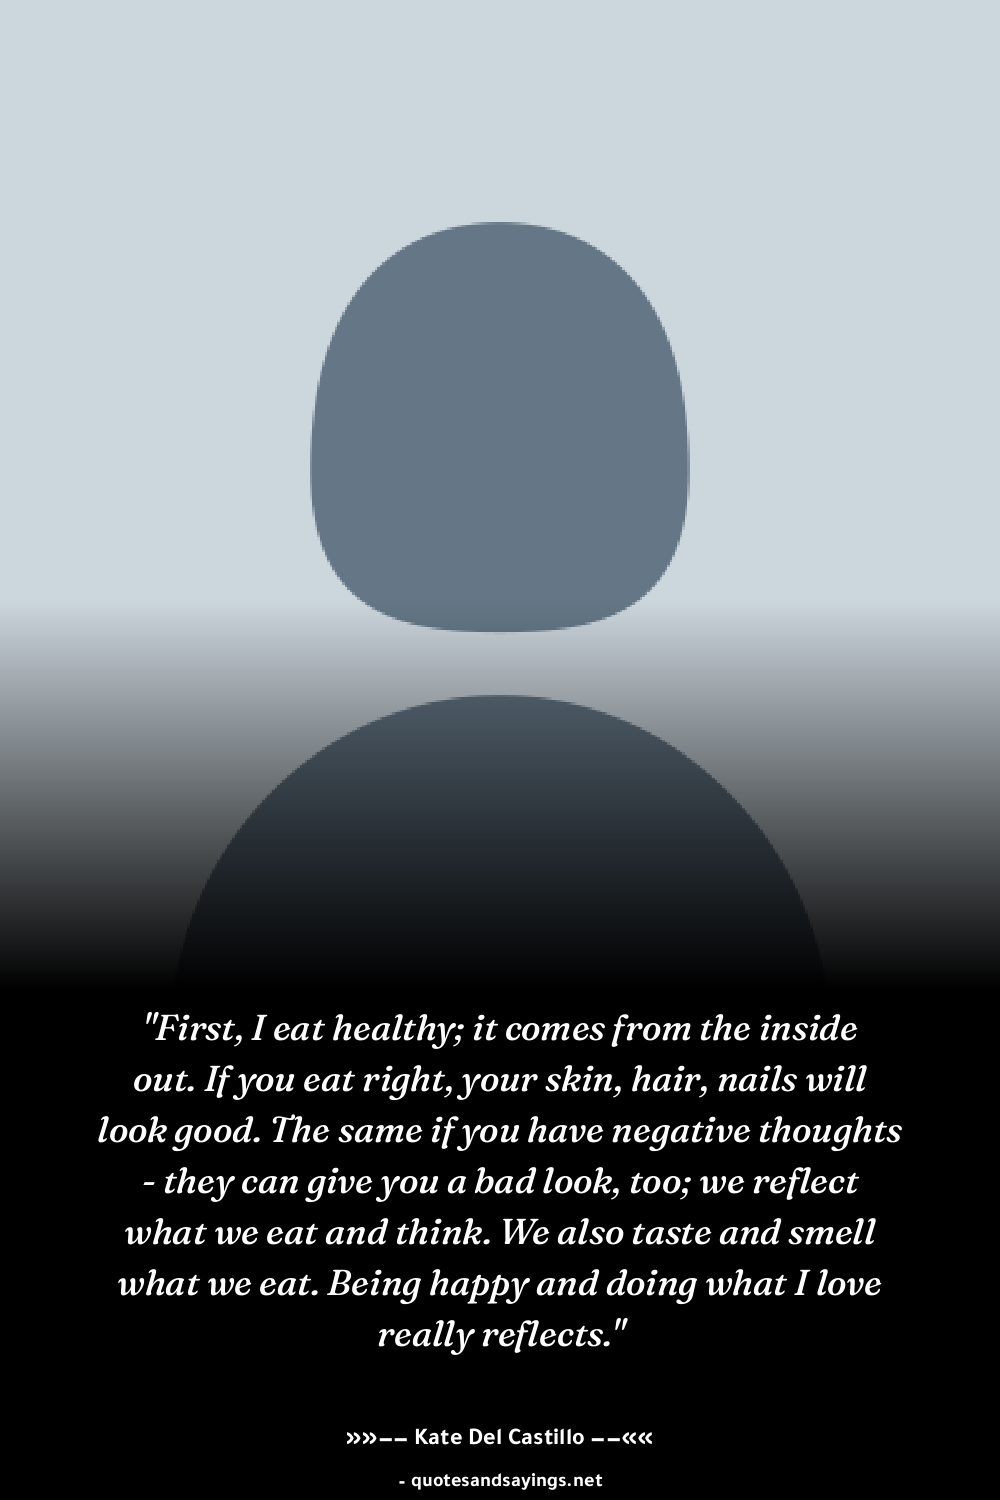 "First, I eat healthy; it comes from the inside
out. If you eat right, your skin, hair, nails will
look good. The same if you have negative thoughts
- they can give you a bad look, too; we reflect
what we eat and think. We also taste and smell
what we eat. Being happy and doing what I love
really reflects."
»»−− Kate Del Castillo −−««
- quotesandsayings.net